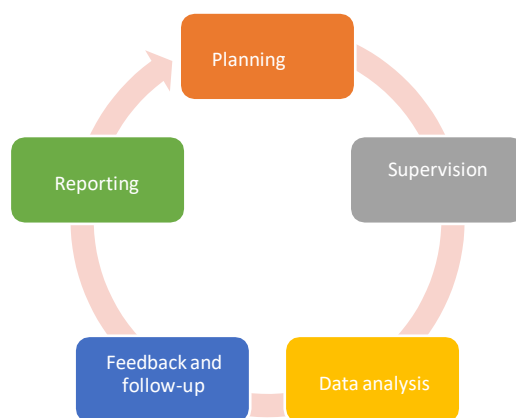 Planning
Supervision
Data analysis
Feedback and
follow-up
Reporting